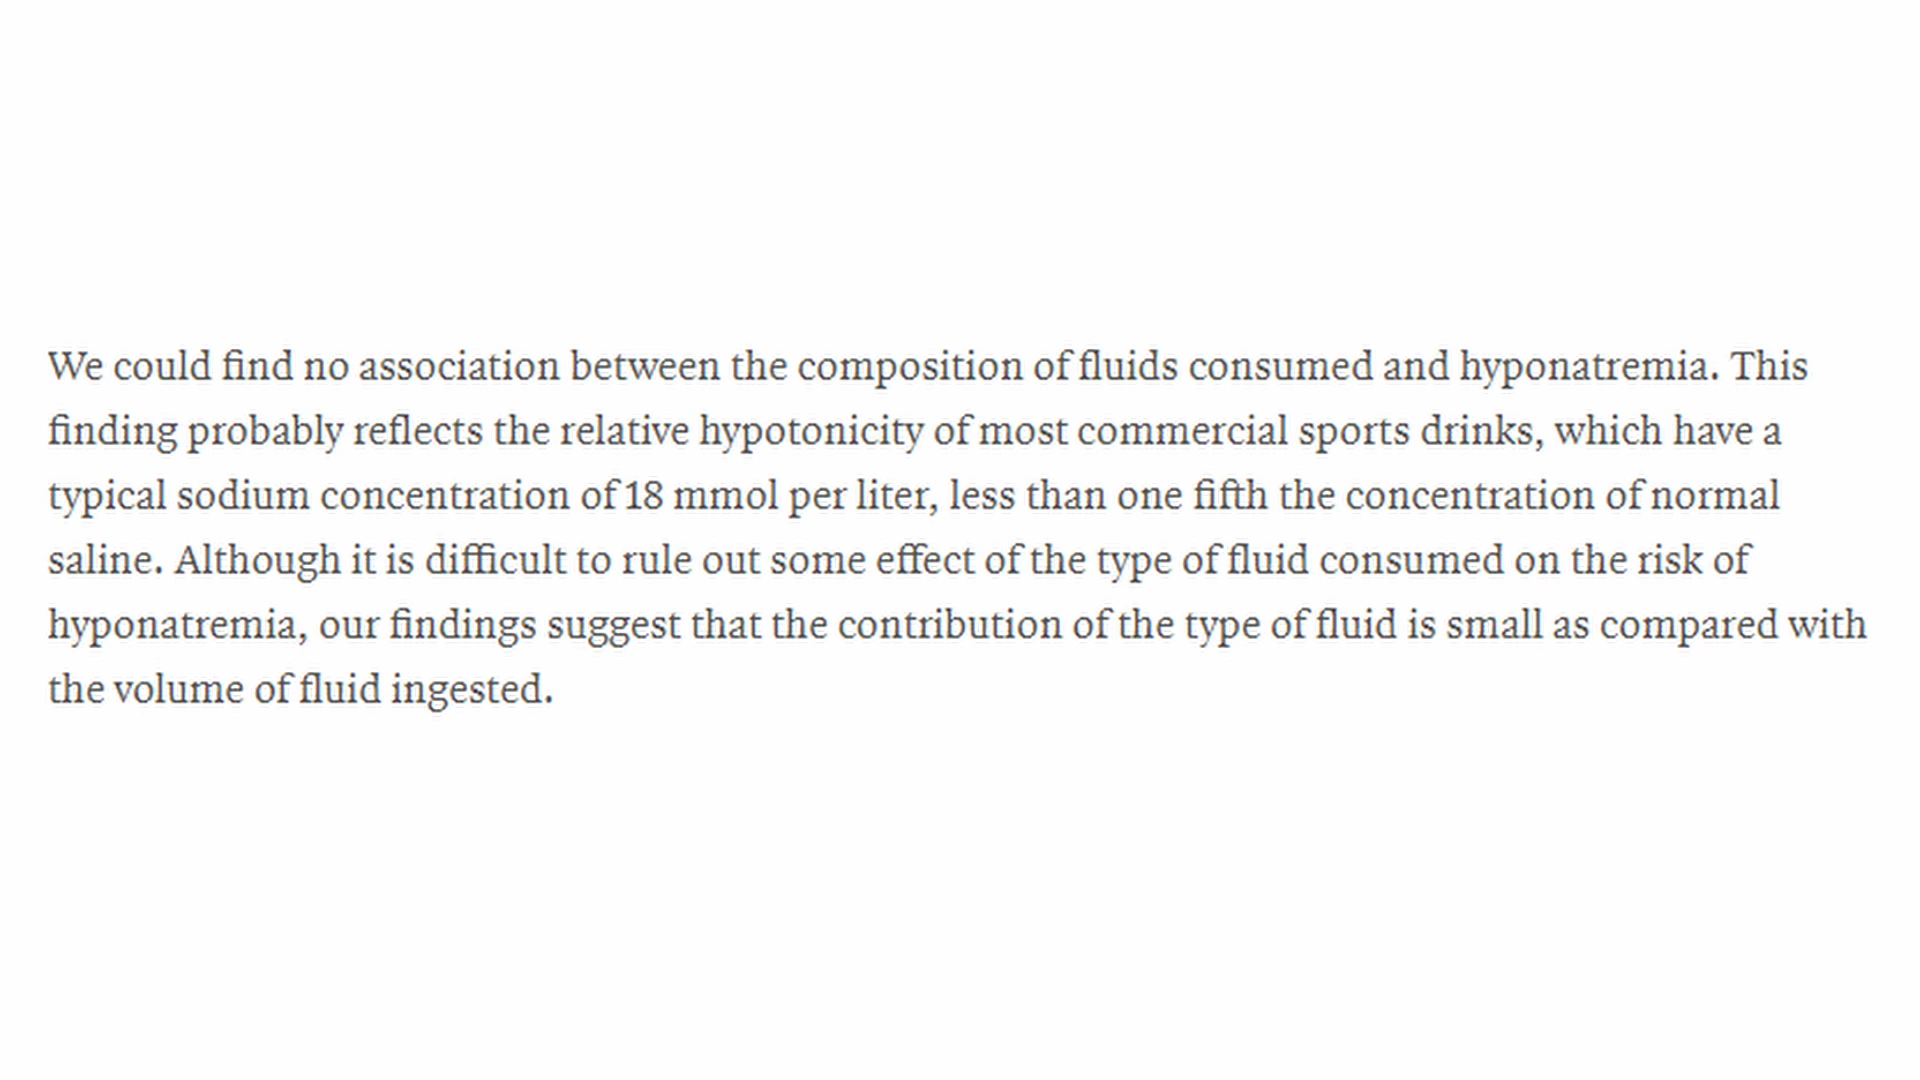 We could find no association between the composition of fluids consumed and hyponatremia. This
finding probably reflects the relative hypotonicity of most commercial sports drinks, which have a
typical sodium concentration of 18 mmol per liter, less than one fifth the concentration of normal
saline. Although it is difficult to rule out some effect of the type of fluid consumed on the risk of
hyponatremia, our findings suggest that the contribution of the type of fluid is small as compared with
the volume of fluid ingested.